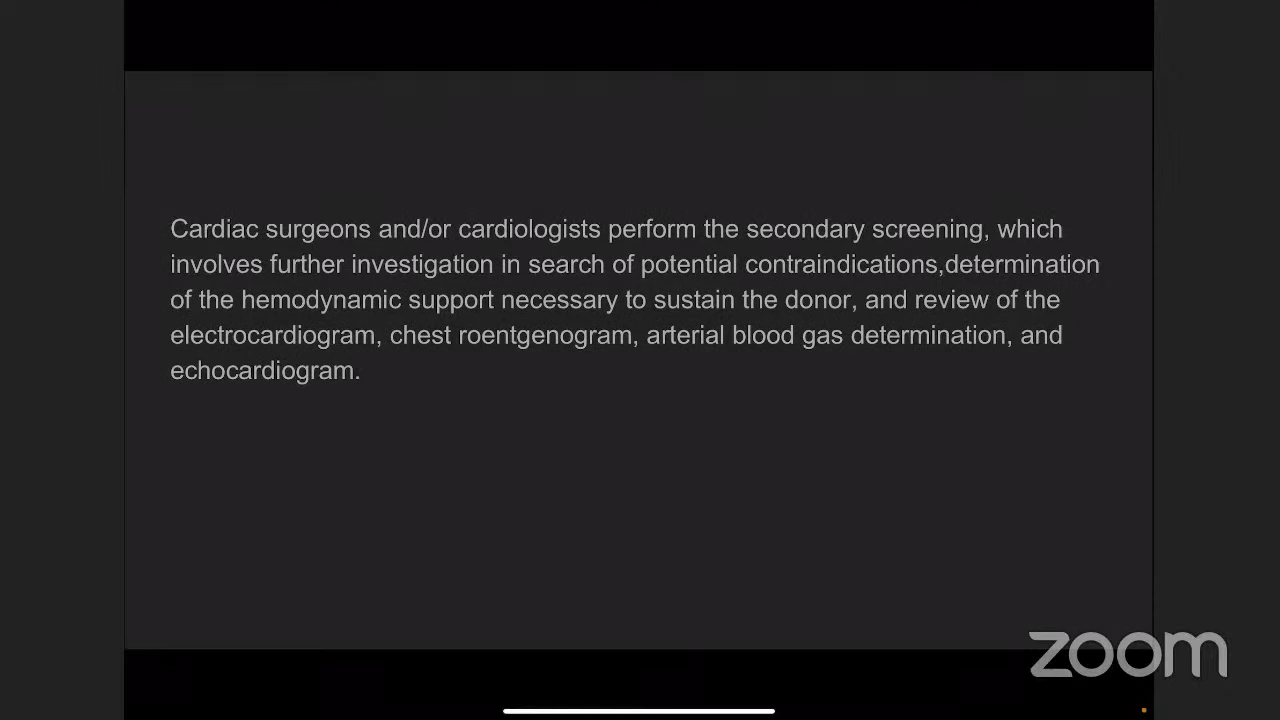 Cardiac surgeons and/or cardiologists perform the secondary screening, which
involves further investigation in search of potential contraindications,determination
of the hemodynamic support necessary to sustain the donor, and review of the
electrocardiogram, chest roentgenogram, arterial blood gas determination, and
echocardiogram.
zoom